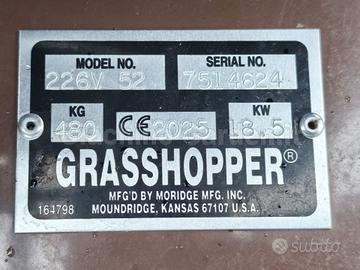 MODEL NO. SERIAL NO.
226V 52 7514624
KG KW
480 CE 2025 18.5
GRASSHOPPER®
MFG'D BY MORIDGE MFG. INC.
164798 MOUNDRIDGE, KANSAS 67107 U.S.A.
subito